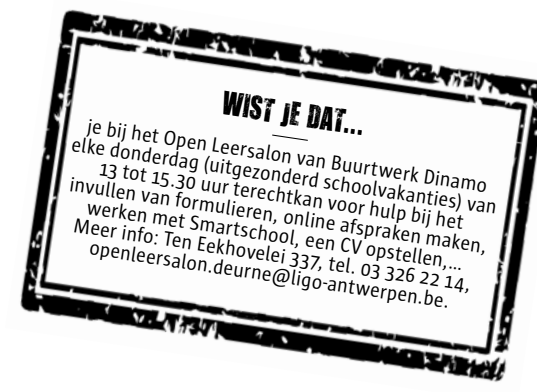 WIST JE DAT...
je bij het Open Leersalon van Buurtwerk Dinamo
elke donderdag (uitgezonderd schoolvakanties) van
13 tot 15.30 uur terechtkan voor hulp bij het
invullen van formulieren, online afspraken maken,
werken met Smartschool, een CV opstellen,...
Meer info: Ten Eekhovelei 337, tel. 03 326 22 14,
openleersalon.deurne@ligo-antwerpen.be.